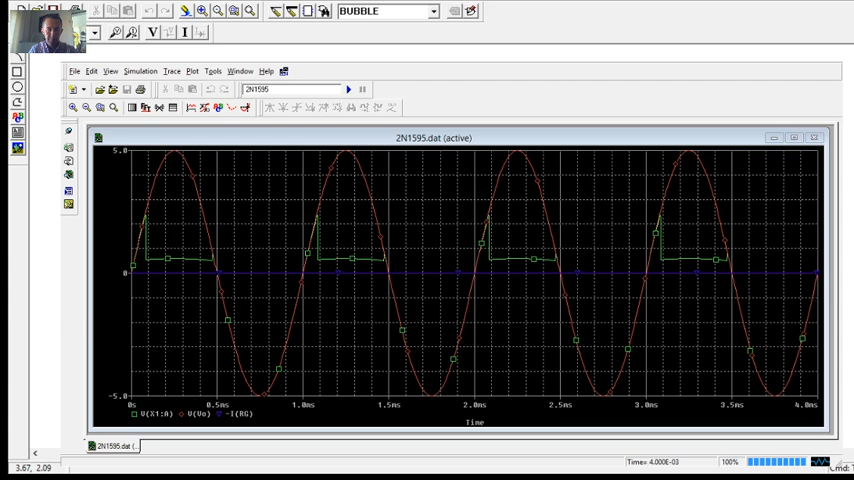 BUBBLE
V I
File Edit View Simulation Trace Plot Tools Window Help
2N1595
2N1595.dat (active)
5.0
0
-5.0
0s 0.5ms 1.0ms 1.5ms 2.0ms 2.5ms 3.0ms 3.5ms 4.0ms
V(X1:A) V(Va) -I(RG)
Time
2N1595.dat (...
3.67, 2.09
Time= 4.000E-03 100%
Cmd: T